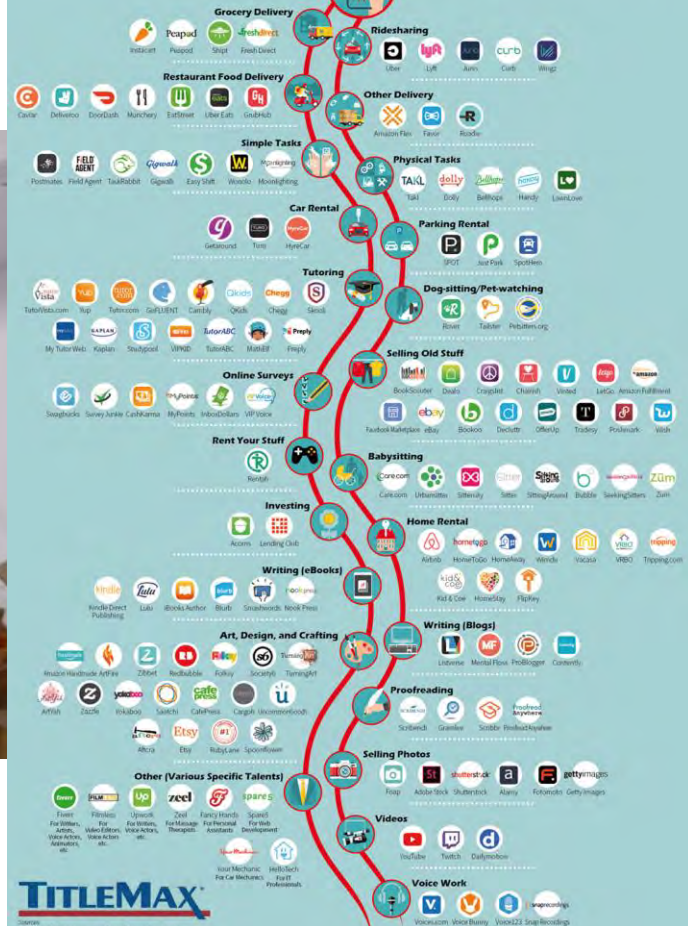 Grocery Delivery
Instacart Peapod Shipt Fresh Direct
Ridesharing
Uber Lyft Juno Curb Wingz
Restaurant Food Delivery
Caviar Deliveroo DoorDash Munchery EatStreet Uber Eats GrubHub
Other Delivery
Amazon Flex Favor Roadie
Simple Tasks
Postmates Field Agent TaskRabbit Gigwalk Easy Shift Wonolo Moonlighting
Physical Tasks
Takl Dolly Bellhops Handy LawnLove
Car Rental
Getaround Turo HyreCar
Parking Rental
SPOT Just Park SpotHero
Tutoring
TutorVista.com Yup Tutor.com GoFLUENT Cambly QKids Chegg Skooli
My Tutor Web Kaplan Studypool VIPKID TutorABC MathElf Preply
Dog-sitting/Pet-watching
Rover Tailster Petsitters.org
Selling Old Stuff
BookScouter Deals CraigsList Chairish Vinted LetGo Amazon Fulfillment
Facebook Marketplace eBay Bookoo Decluttr OfferUp Tradesy Poshmark Wish
Online Surveys
Swagbucks Survey Junkie CashKarma MyPoints InboxDollars VIP Voice
Rent Your Stuff
Babysitting
Care.com Urbansitter Sittercity Sitter SittingAround Bubble SeekingSitters Zum
Investing
Acorns Lending Club
Home Rental
Airbnb HomeToGo HomeAway Wimdu Vacasa VRBO Tripping.com
Kid & Coe HomeStay FlipKey
Writing (eBooks)
Kindle Direct Publishing Lulu iBooks Author Blurb Smashwords Nook Press
Writing (Blogs)
Listverse Mental Floss ProBlogger Contently
Art, Design, and Crafting
Amazon Handmade ArtFire Zibbet Redbubble Folksy Society6 TurningArt
Artyah Zazzle Yokaboo Saatchi CafePress Cargoh UncommonGoods
Aftcra Etsy RubyLane Spoonflower
Proofreading
Scribendi Gramlee Scribbr Proofread Anywhere
Selling Photos
Foap Adobe Stock Shutterstock Alamy Fotomoto Getty Images
Other (Various Specific Talents)
Fiverr Filmless Upwork Zeel Fancy Hands Spare5
For Writers, Artists, Voice Actors, Animators, etc.
For Video Editors, Voice Actors etc.
For Writers, Voice Actors, etc.
For Massage Therapists
For Personal Assistants
For Web Development
Your Mechanic
For Car Mechanics
HelloTech
For IT Professionals
Videos
YouTube Twitch Dailymotion
Voice Work
Voices.com Voice Bunny Voice123 Snap Recordings
TITLEMAX